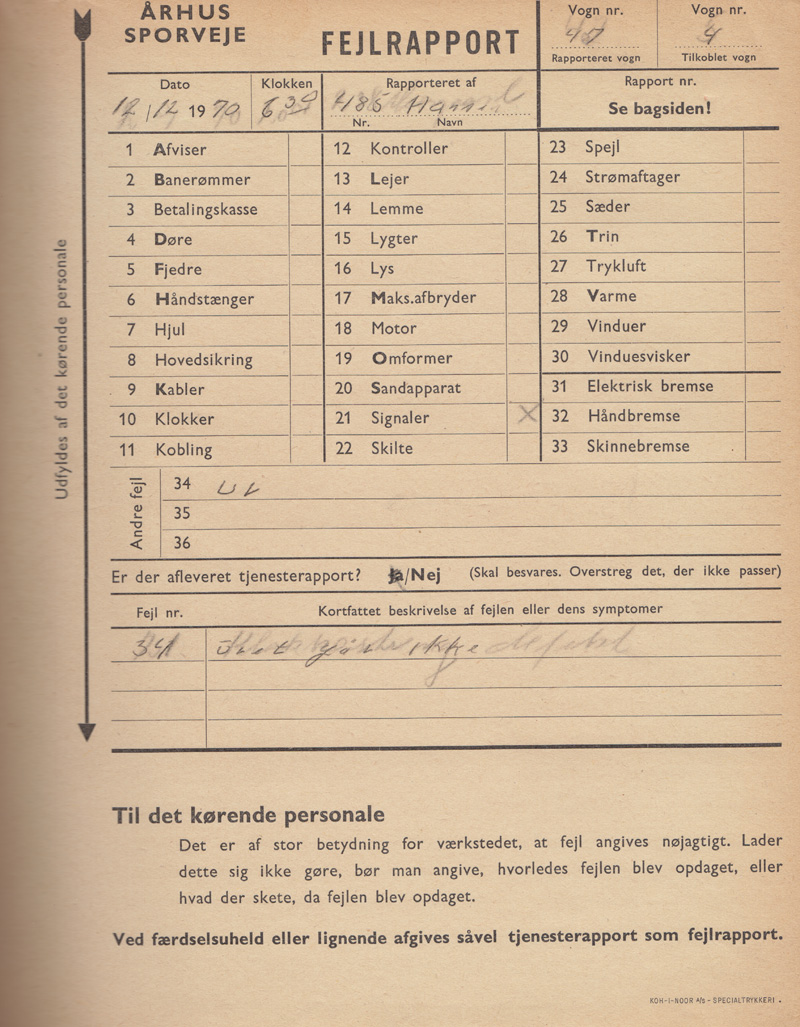 ÅRHUS
SPORVEJE
FEJLRAPPORT
Vogn nr.
Rapporteret vogn
Vogn nr.
4
Tilkoblet vogn
Dato
12/12 1970
Klokken
6 30
Rapporteret af
485
Nr. Navn
Rapport nr.
Se bagsiden!
1 Afviser
2 Banerømmer
3 Betalingskasse
4 Døre
5 Fjedre
6 Håndstænger
7 Hjul
8 Hovedsikring
9 Kabler
10 Klokker
11 Kobling
12 Kontroller
13 Lejer
14 Lemme
15 Lygter
16 Lys
17 Maks.afbryder
18 Motor
19 Omformer
20 Sandapparat
21 Signaler X
22 Skilte
23 Spejl
24 Strømaftager
25 Sæder
26 Trin
27 Trykluft
28 Varme
29 Vinduer
30 Vinduesvisker
31 Elektrisk bremse
32 Håndbremse
33 Skinnebremse
Andre fejl
34 Ur
35
36
Er der afleveret tjenesterapport? Ja/Nej (Skal besvares. Overstreg det, der ikke passer)
Fejl nr. Kortfattet beskrivelse af fejlen eller dens symptomer
34 ikke
Udfyldes af det kørende personale
Til det kørende personale
Det er af stor betydning for værkstedet, at fejl angives nøjagtigt. Lader
dette sig ikke gøre, bør man angive, hvorledes fejlen blev opdaget, eller
hvad der skete, da fejlen blev opdaget.
Ved færdselsuheld eller lignende afgives såvel tjenesterapport som fejlrapport.
KOH-I-NOOR A/S - SPECIALTRYKKERI .